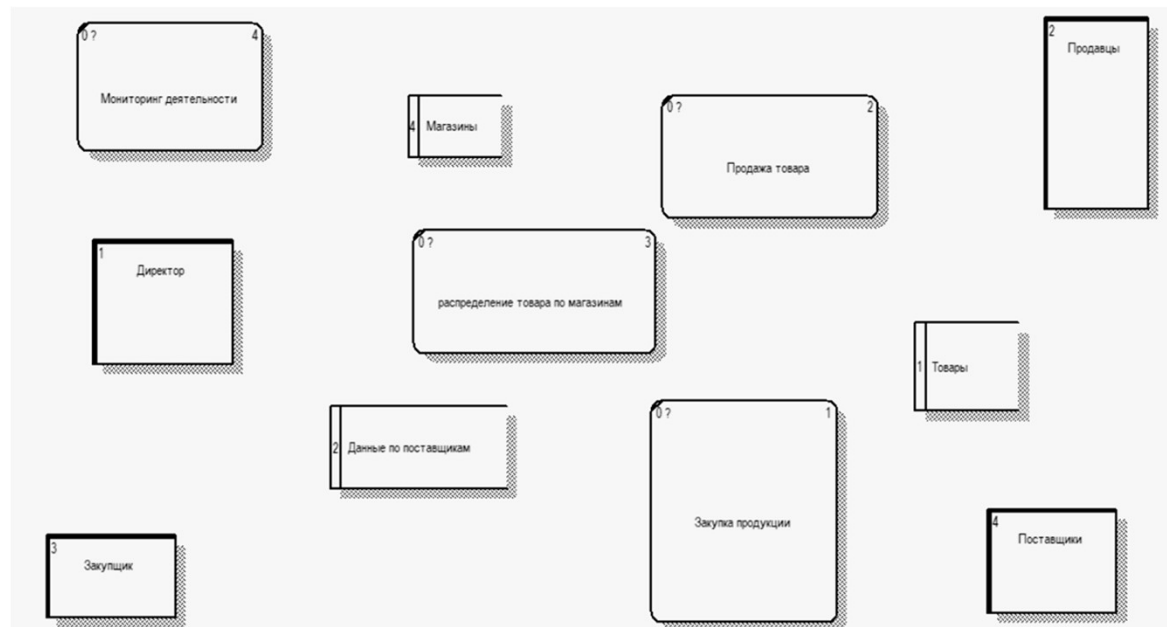 0 ? 4
Мониторинг деятельности
4 Магазины
0 ? 2
Продажа товара
2
Продавцы
1
Директор
0 ? 3
распределение товара по магазинам
1 Товары
2 Данные по поставщикам
0 ? 1
Закупка продукции
3
Закупщик
4
Поставщики